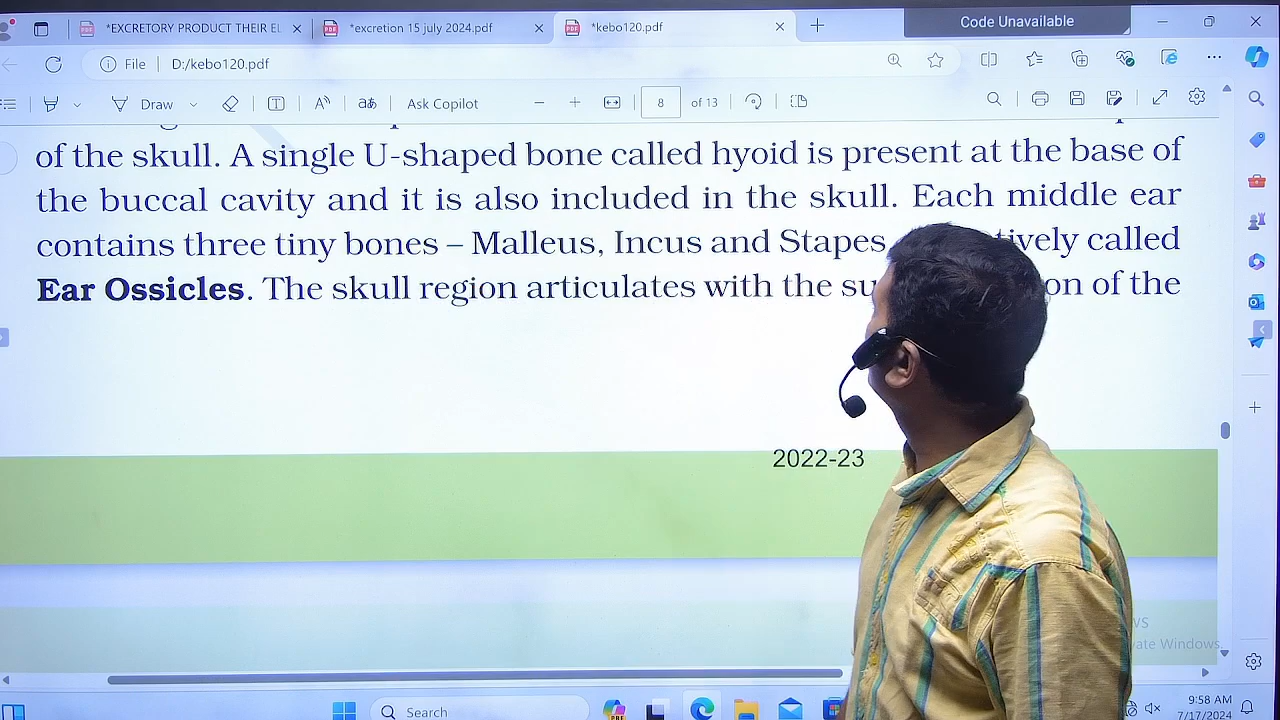 *EXCRETORY PRODUCT THEIR EL
*excretion 15 july 2024.pdf
*kebo120.pdf
Code Unavailable
File
D:/kebo120.pdf
Draw
Ask Copilot
8
of 13
of the skull. A single U-shaped bone called hyoid is present at the base of
the buccal cavity and it is also included in the skull. Each middle ear
contains three tiny bones – Malleus, Incus and Stapes, tively called
Ear Ossicles. The skull region articulates with the su on of the
2022-23
Search
9:58 AM
7/17/2024